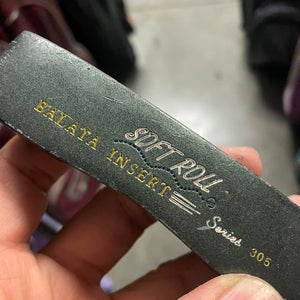 SOFT ROLL
BALATA INSERT
Series 305